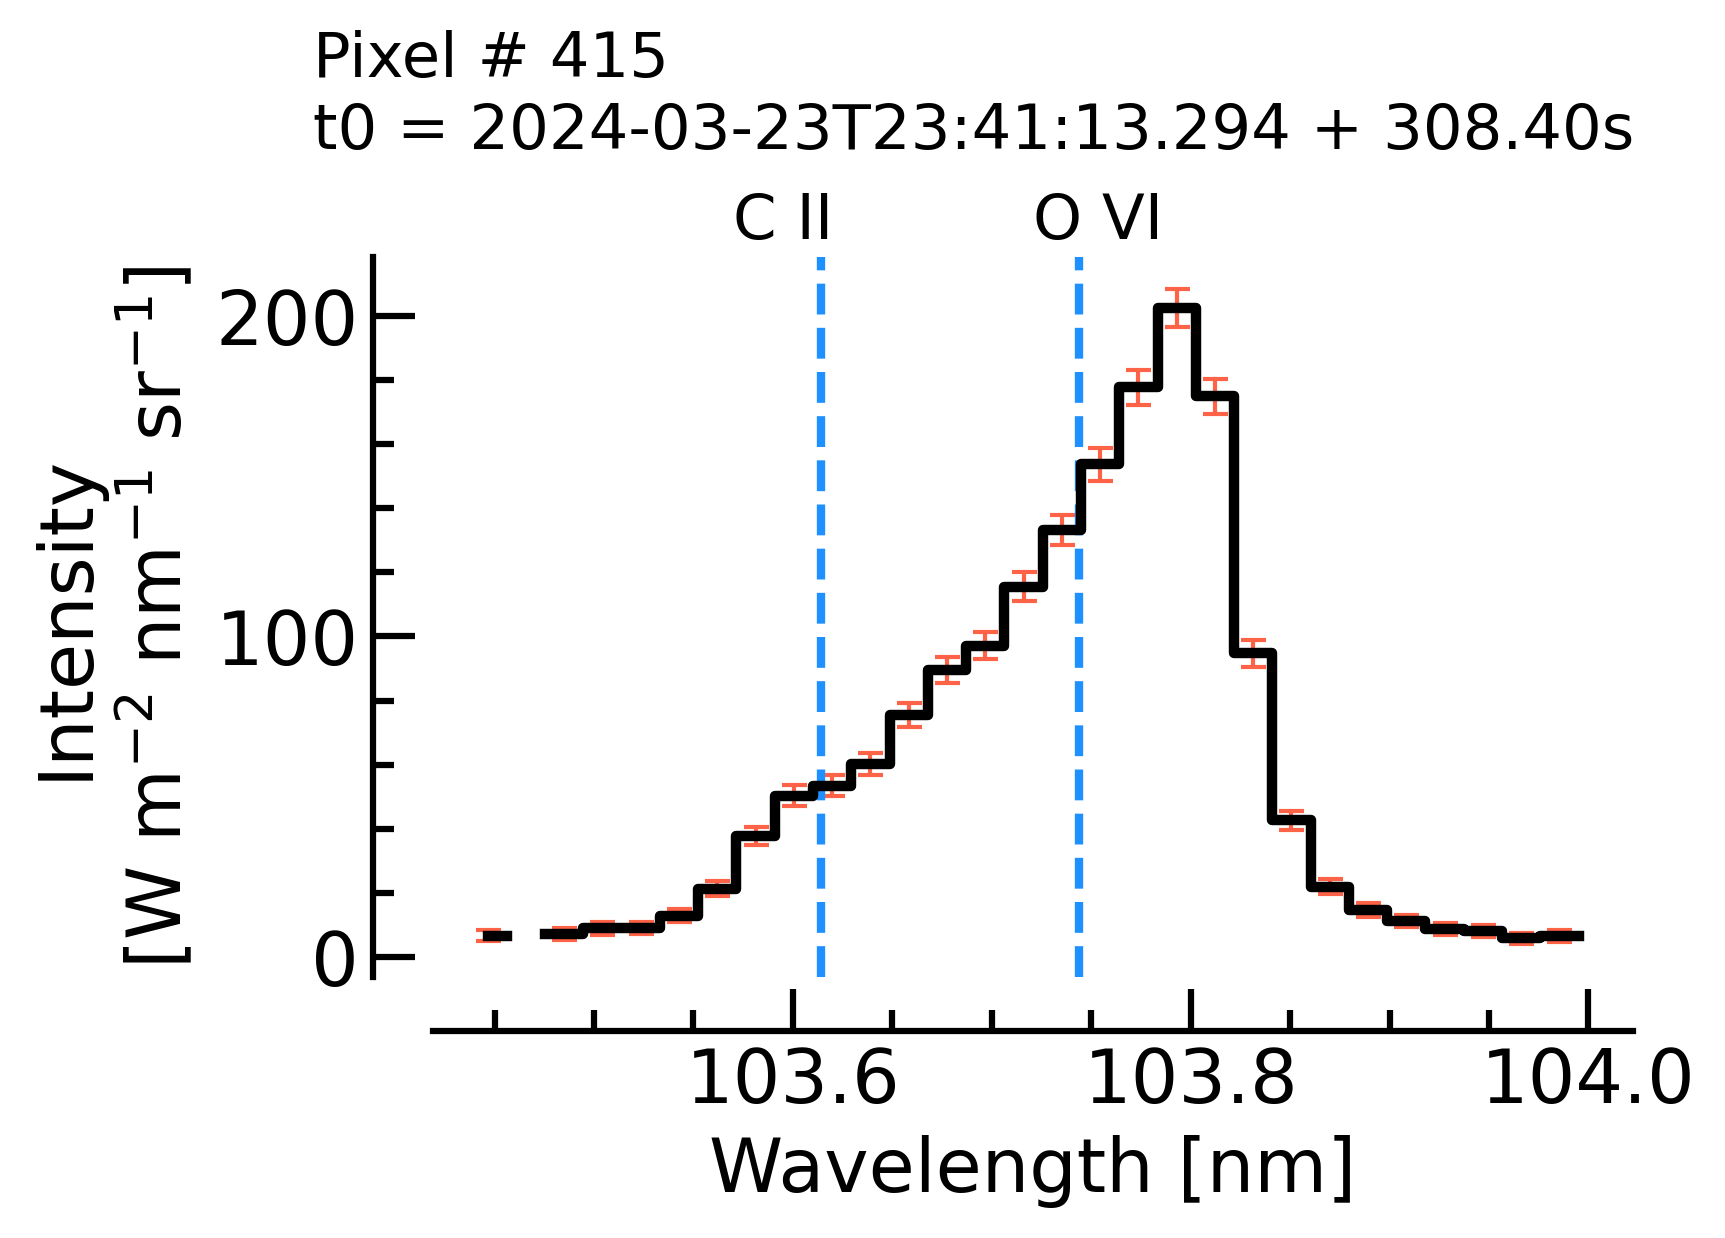 Pixel # 415
t0 = 2024-03-23T23:41:13.294 + 308.40s
C II
O VI
Intensity
[W m⁻² nm⁻¹ sr⁻¹]
200
100
0
103.6
103.8
104.0
Wavelength [nm]